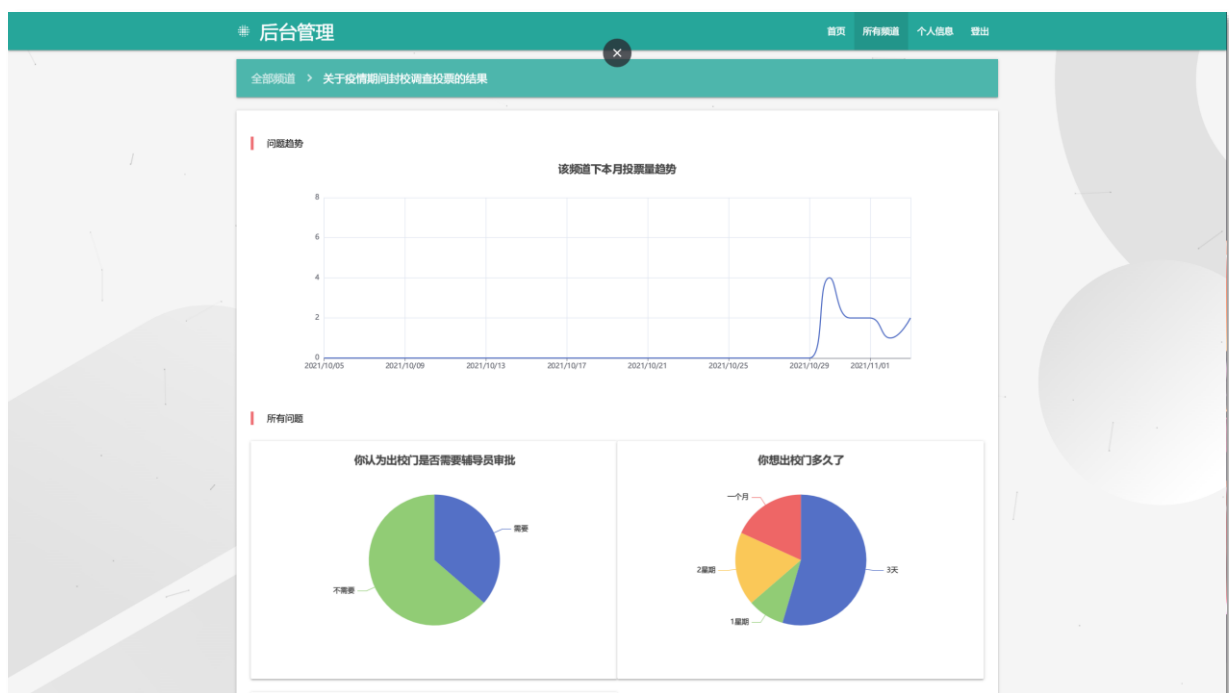 后台管理
首页 所有频道 个人信息 登出
全部频道 > 关于疫情期间封校调查投票的结果
问题趋势
该频道下本月投票量趋势
8
6
4
2
0
2021/10/05 2021/10/09 2021/10/13 2021/10/17 2021/10/21 2021/10/25 2021/10/29 2021/11/01
所有问题
你认为出校门是否需要辅导员审批
需要
不需要
你想出校门多久了
一个月
2星期
3天
1星期